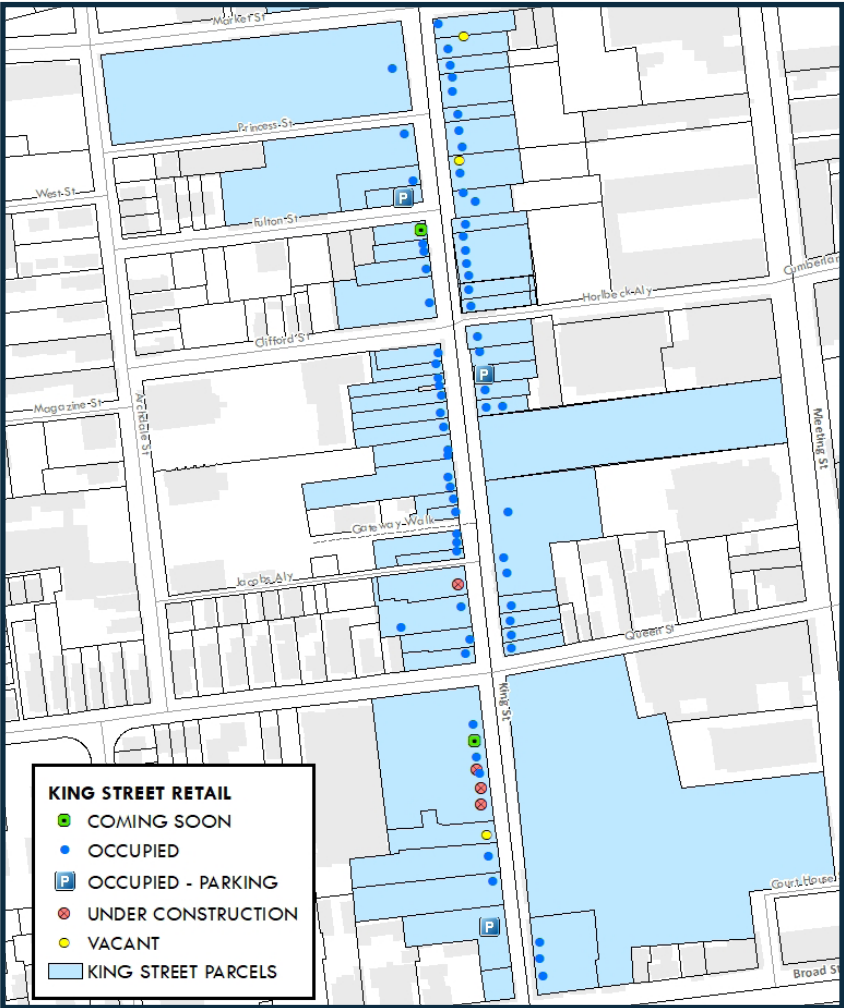 Market St
Princess St
West St
Fulton St
Cumberlan
Horlbeck Aly
Clifford St
Magazine St
Archdale St
Meeting St
Gateway Walk
Jacobs Aly
Queen St
King St
KING STREET RETAIL
COMING SOON
OCCUPIED
P OCCUPIED - PARKING
UNDER CONSTRUCTION
VACANT
KING STREET PARCELS
P
P
P
Court House
Broad St